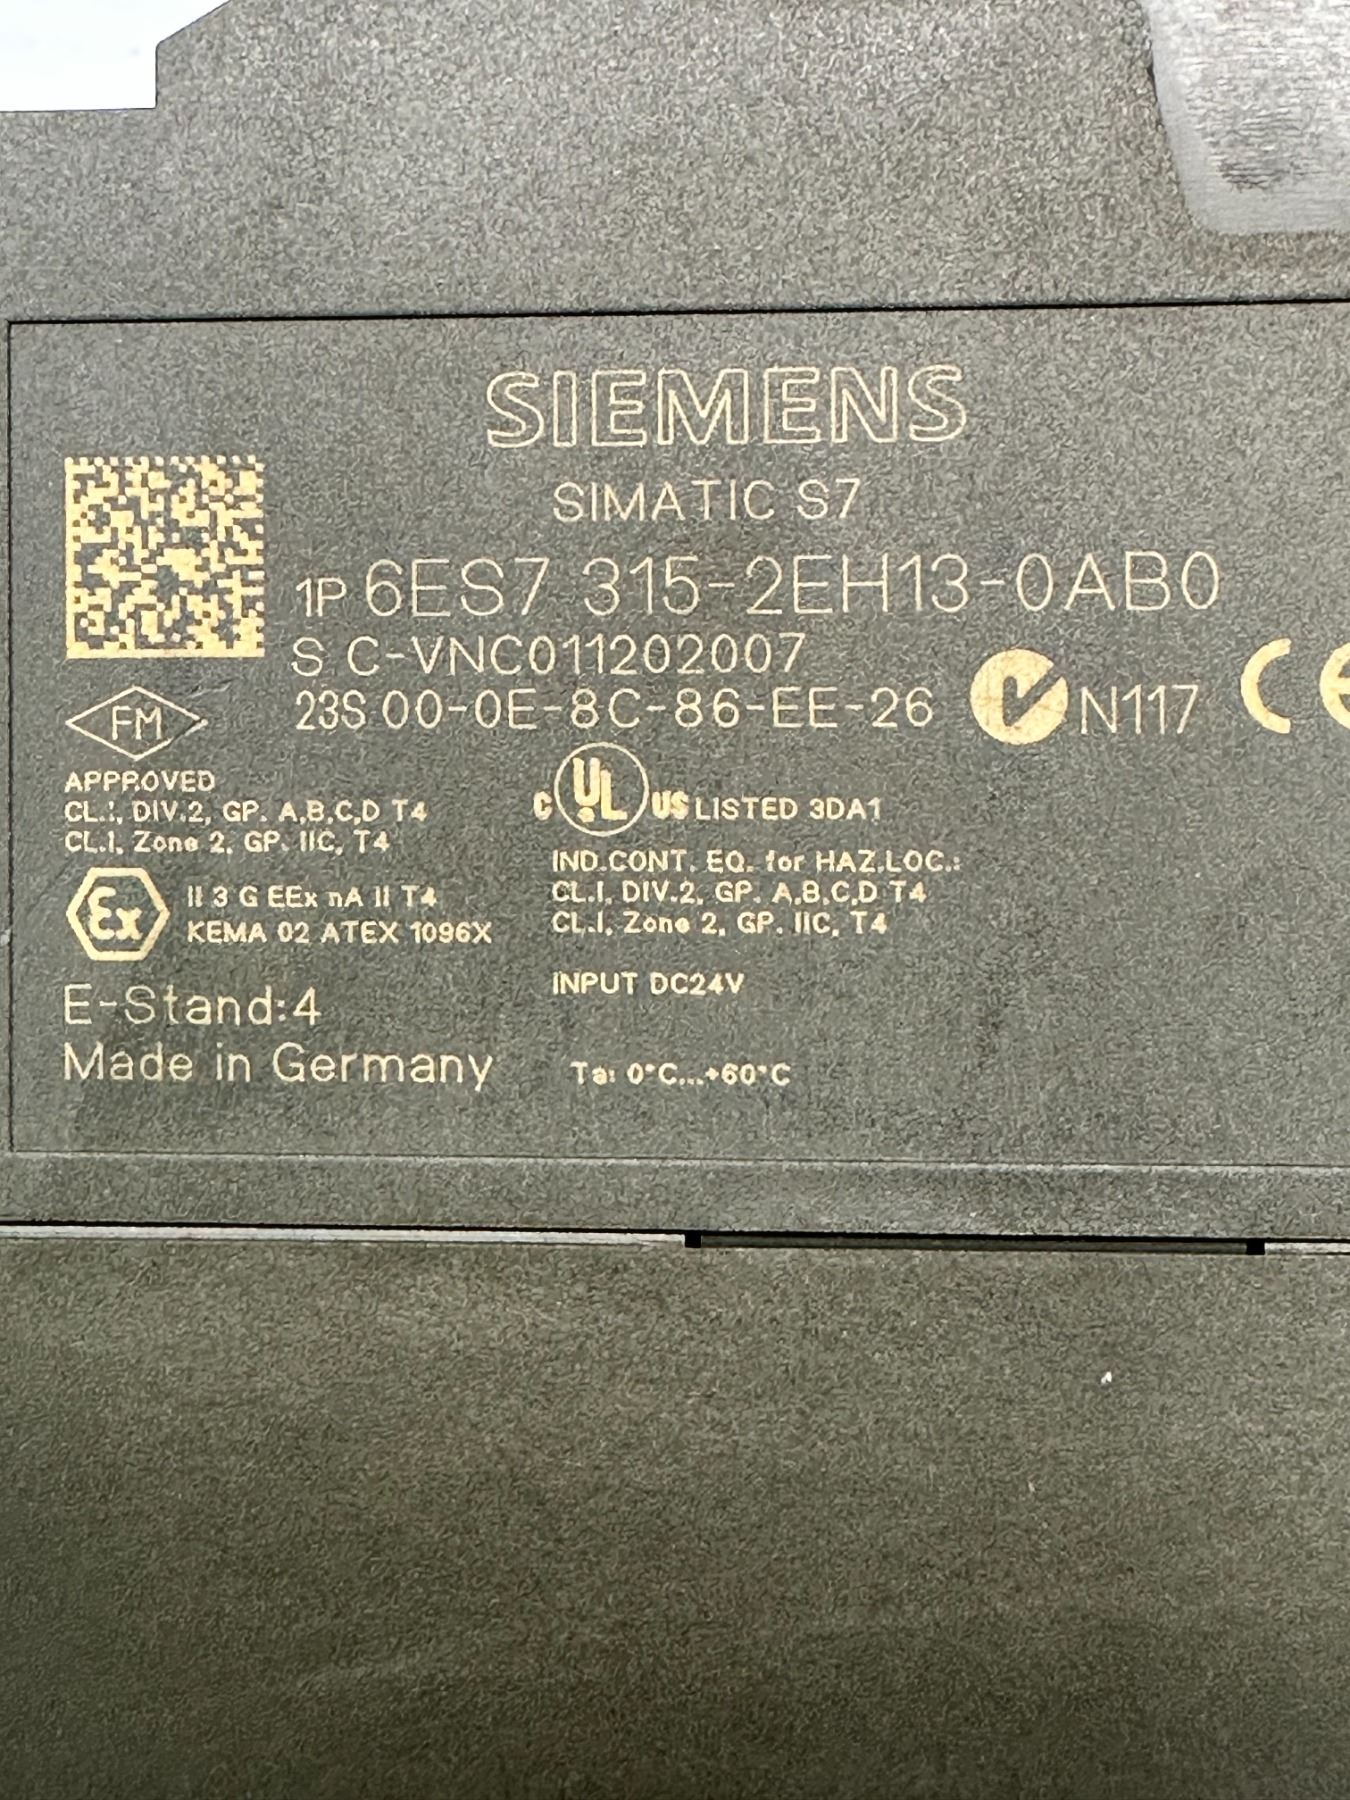 SIEMENS
SIMATIC S7
1P 6ES7 315-2EH13-0AB0
S C-VNC011202007
23S 00-0E-8C-86-EE-26
N117
CE
FM
APPROVED
CL.I, DIV.2, GP. A,B,C,D T4
CL.I, Zone 2, GP. IIC, T4
Ex
II 3 G EEx nA II T4
KEMA 02 ATEX 1096X
E-Stand:4
Made in Germany
C UL US LISTED 3DA1
IND.CONT. EQ. for HAZ.LOC.:
CL.I, DIV.2, GP. A,B,C,D T4
CL.I, Zone 2, GP. IIC, T4
INPUT DC24V
Ta: 0°C...+60°C